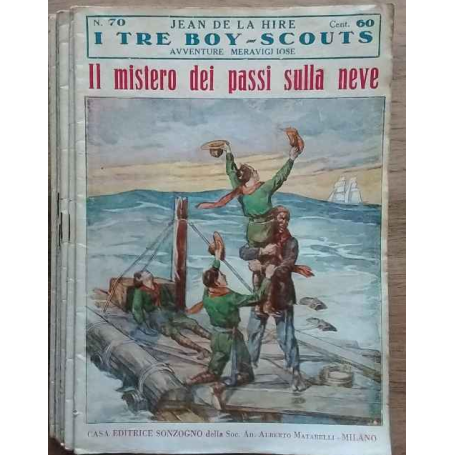 N. 70 JEAN DE LA HIRE Cent. 60
I TRE BOY-SCOUTS
AVVENTURE MERAVIGLIOSE
Il mistero dei passi sulla neve
CASA EDITRICE SONZOGNO della Soc. An. ALBERTO MATARELLI - MILANO